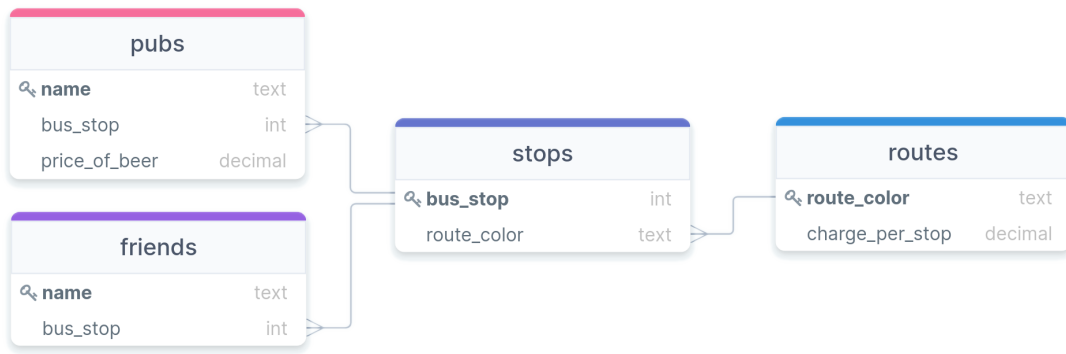 pubs
name text
bus_stop int
price_of_beer decimal
friends
name text
bus_stop int
stops
bus_stop int
route_color text
routes
route_color text
charge_per_stop decimal